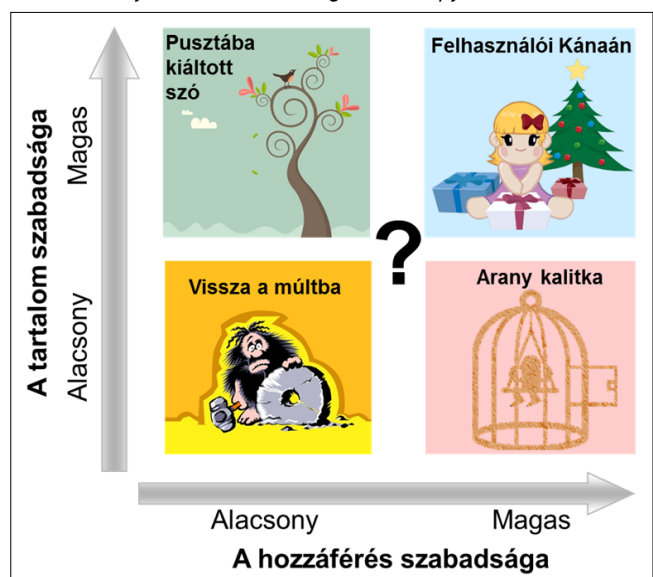 Pusztába
kiáltott
szó
Felhasználói Kánaán
?
Vissza a múltba
Arany kalitka
A tartalom szabadsága
Magas
Alacsony
Alacsony
Magas
A hozzáférés szabadsága